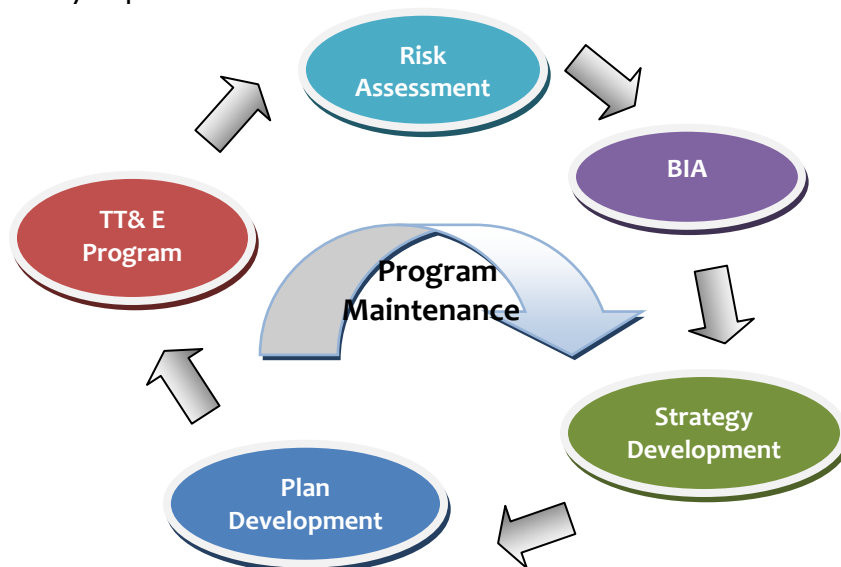 Risk
Assessment
BIA
TT& E
Program
Program
Maintenance
Strategy
Development
Plan
Development